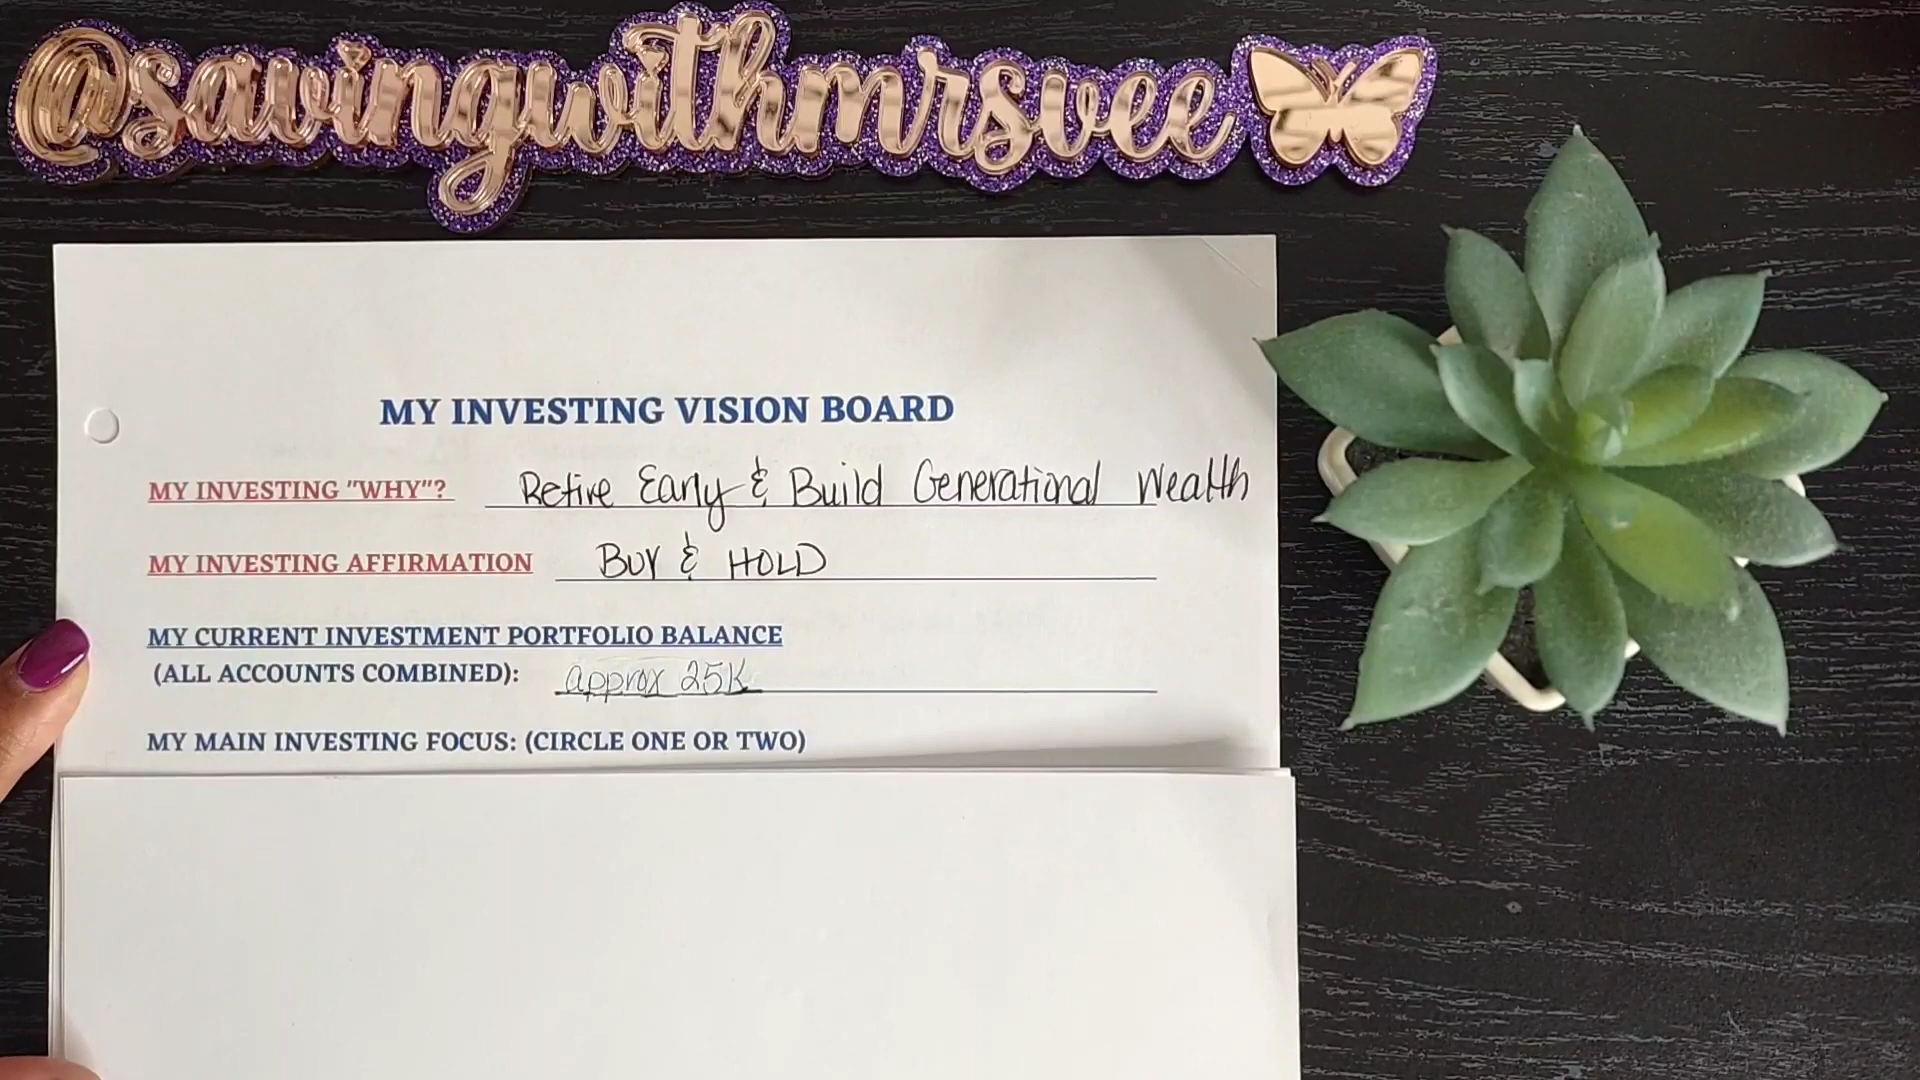 @savingwithmrsvee
MY INVESTING VISION BOARD
MY INVESTING "WHY"? Retire Early & Build Generational Wealth
MY INVESTING AFFIRMATION BUY & HOLD
MY CURRENT INVESTMENT PORTFOLIO BALANCE
(ALL ACCOUNTS COMBINED): approx 25K
MY MAIN INVESTING FOCUS: (CIRCLE ONE OR TWO)